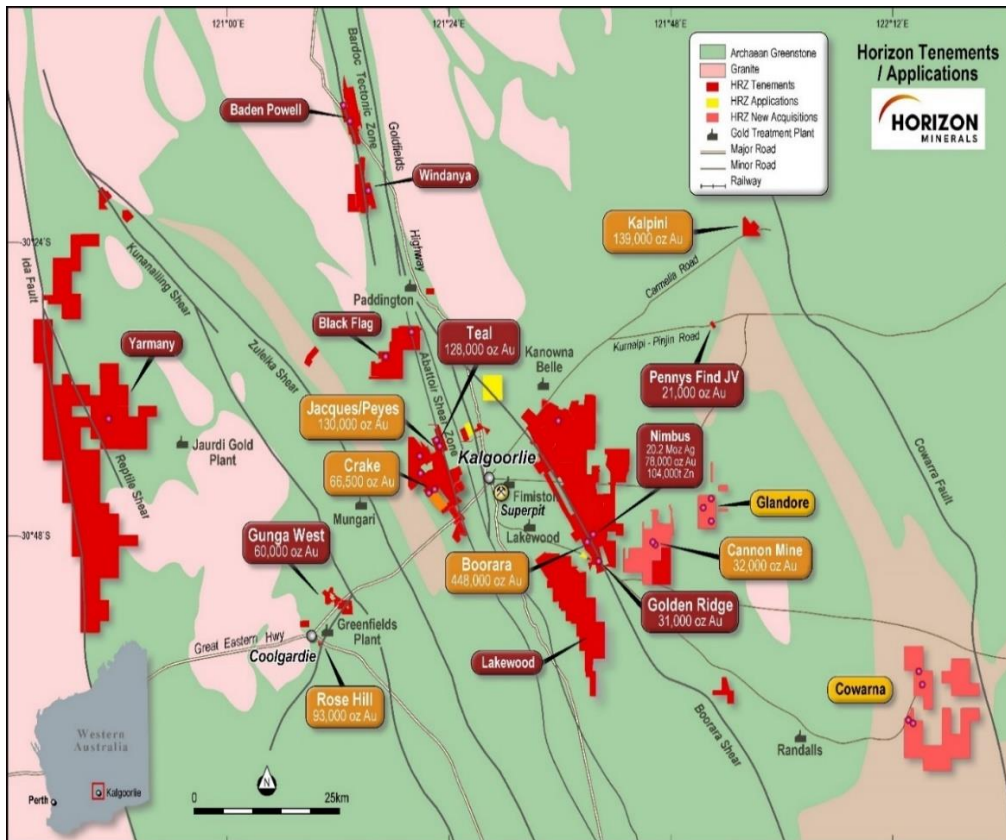 121°00'E
121°24'E
121°48'E
122°12'E
Archaean Greenstone
Granite
HRZ Tenements
HRZ Applications
HRZ New Acquisitions
Gold Treatment Plant
Major Road
Minor Road
Railway
Horizon Tenements
/ Applications
HORIZON
MINERALS
Bardoc Tectonic Zone
Goldfields
Highway
Baden Powell
Windanya
Kalpini
139,000 oz Au
30°24'S
Ida Fault
Kunanalling Shear
Zuleika Shear
Carmelia Road
Paddington
Black Flag
Teal
128,000 oz Au
Kanowna
Belle
Kurnalpi - Pinjin Road
Yarmany
Abattoir Shear
Zone
Pennys Find JV
21,000 oz Au
Jacques/Peyes
130,000 oz Au
Nimbus
20.2 Moz Ag
78,000 oz Au
104,000t Zn
Jaurdi Gold
Plant
Reptile Shear
Crake
66,500 oz Au
Kalgoorlie
Fimiston
Superpit
Cowarra Fault
Glandore
Mungari
Lakewood
30°48'S
Gunga West
60,000 oz Au
Boorara
448,000 oz Au
Cannon Mine
32,000 oz Au
Golden Ridge
31,000 oz Au
Greenfields
Plant
Great Eastern Hwy
Coolgardie
Lakewood
Rose Hill
93,000 oz Au
Cowarna
Boorara Shear
Randalls
Western
Australia
Perth
Kalgoorlie
N
0
25km